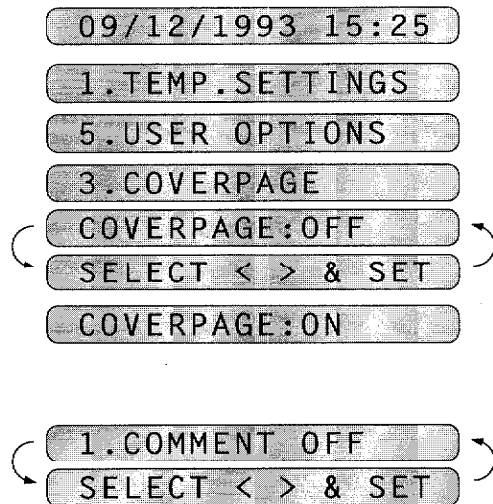 09/12/1993 15:25
1.TEMP.SETTINGS
5.USER OPTIONS
3.COVERPAGE
COVERPAGE:OFF
SELECT < > & SET
COVERPAGE:ON
1.COMMENT OFF
SELECT < > & SET